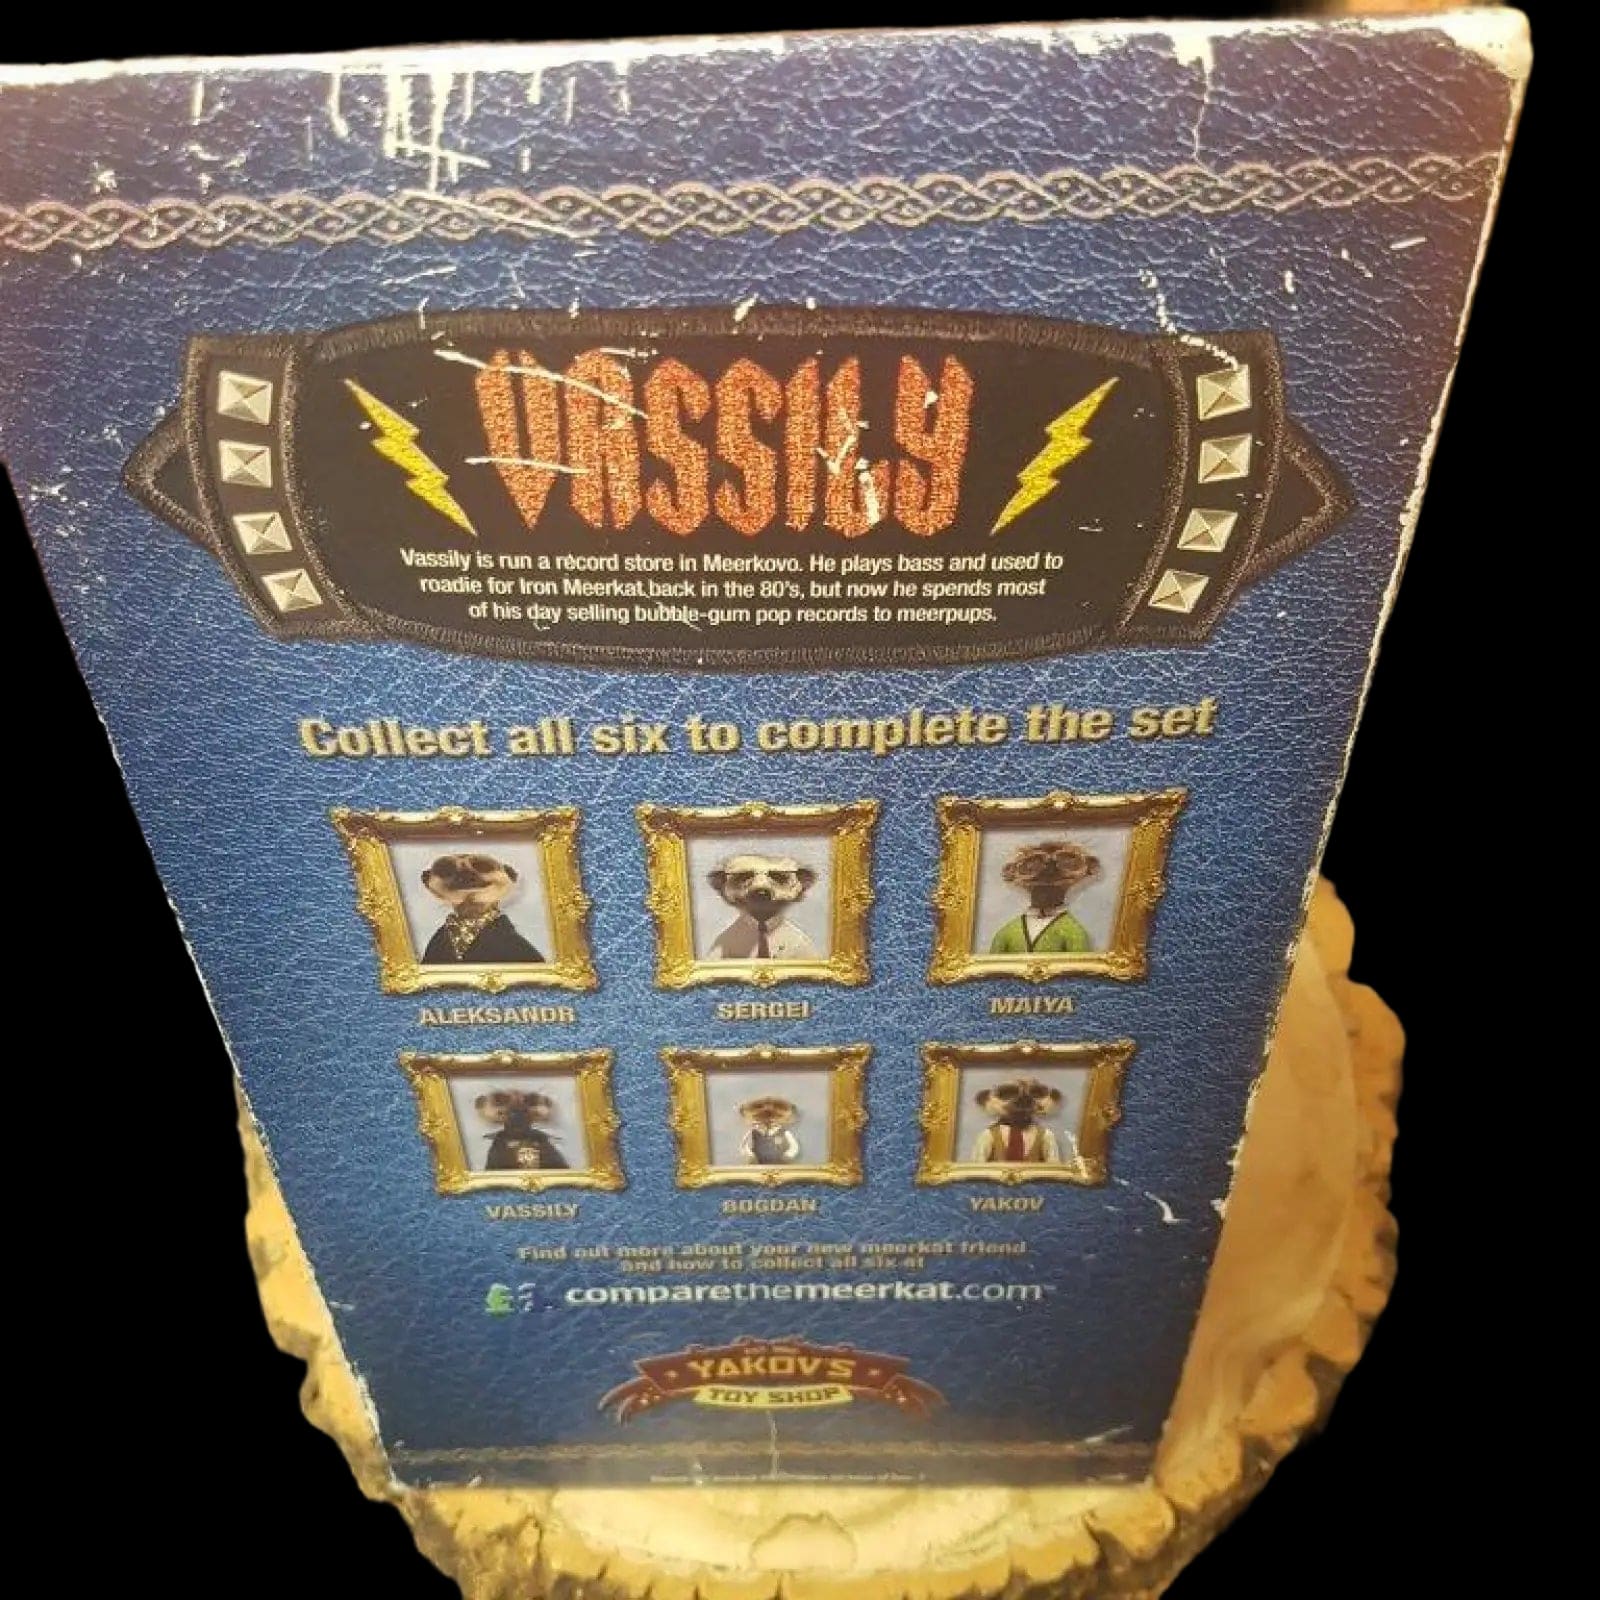 VASSILY
Vassily is run a record store in Meerkovo. He plays bass and used to
roadie for Iron Meerkat back in the 80's, but now he spends most
of his day selling bubble-gum pop records to meerpups.
Collect all six to complete the set
ALEKSANDR SERGEI MAIYA
VASSILY BOGDAN YAKOV
Find out more about your new meerkat friend
and how to collect all six at
comparethemeerkat.com
YAKOV'S
TOY SHOP